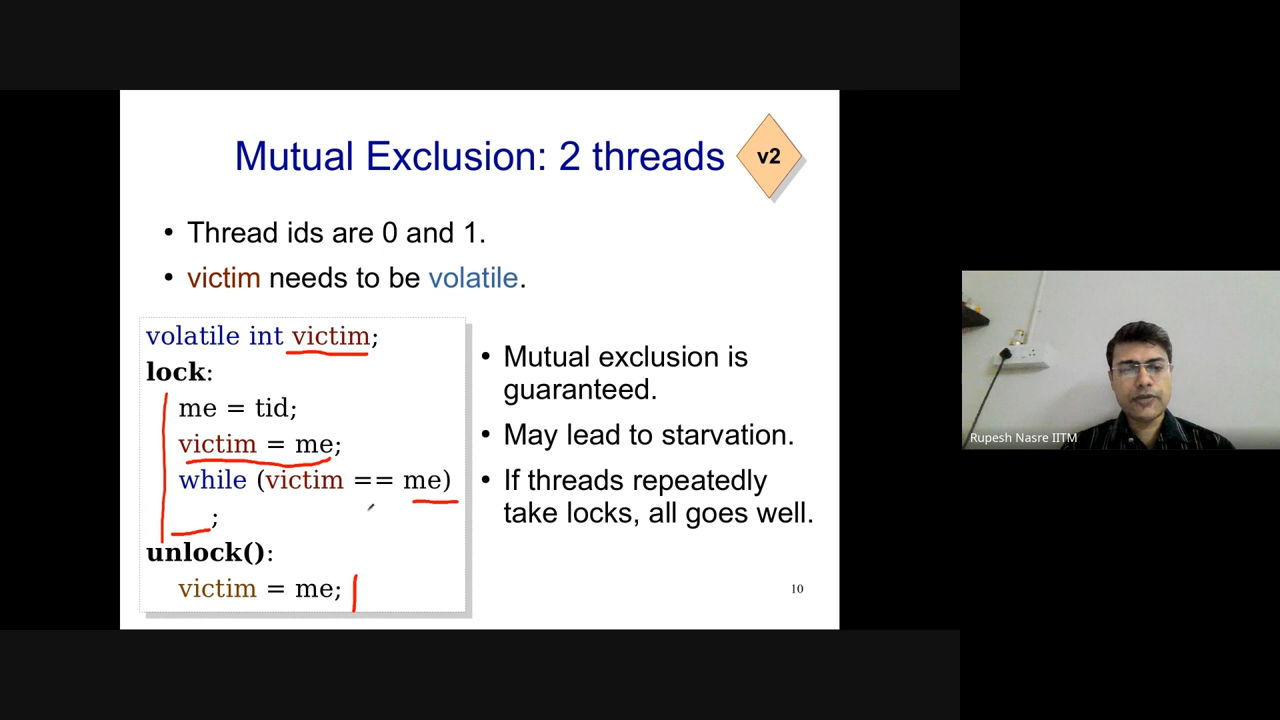 Mutual Exclusion: 2 threads
v2
• Thread ids are 0 and 1.
• victim needs to be volatile.
volatile int victim;
lock:
me = tid;
victim = me;
while (victim == me)
;
unlock():
victim = me;
• Mutual exclusion is
guaranteed.
• May lead to starvation.
• If threads repeatedly
take locks, all goes well.
10
Rupesh Nasre IITM